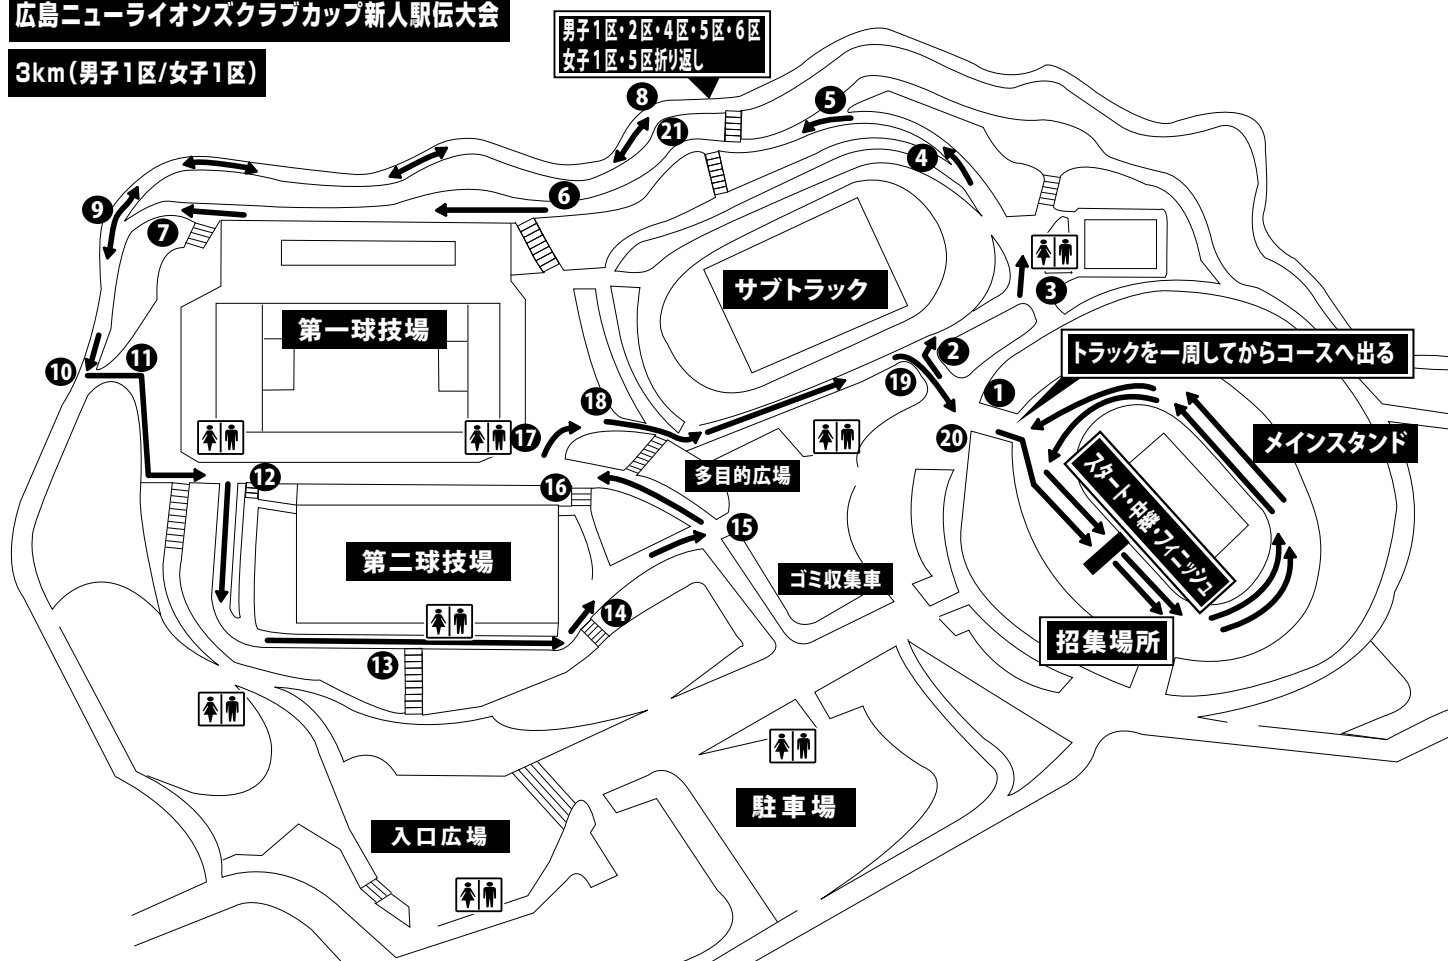 広島ニューライオンズクラブカップ新人駅伝大会
3km(男子1区/女子1区)
男子1区・2区・4区・5区・6区
女子1区・5区折り返し
8
5
21
4
6
9
7
3
サブトラック
第一球技場
2
トラックを一周してからコースへ出る
11
10
19
1
18
17
20
メインスタンド
多目的広場
12
16
スタート・中継・フィニッシュ
15
第二球技場
ゴミ収集車
14
招集場所
13
駐車場
入口広場